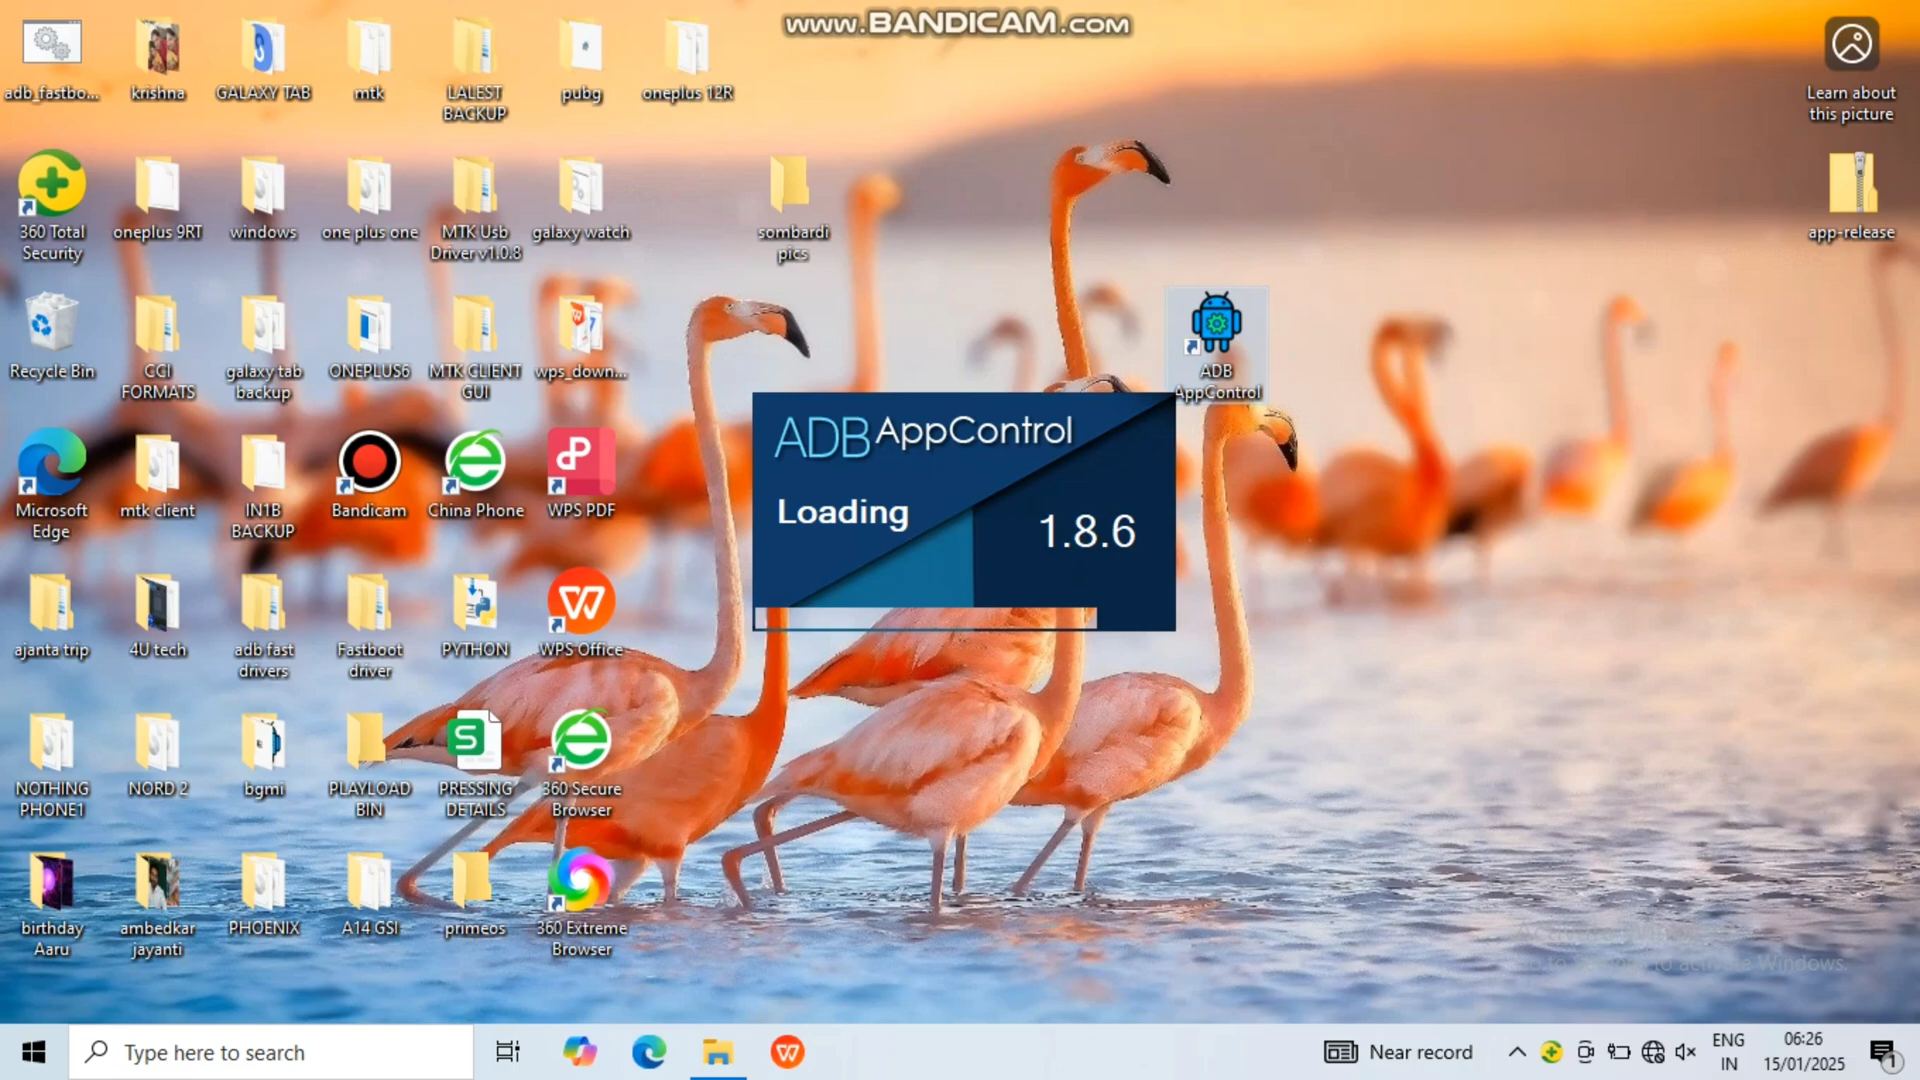 www.BANDICAM.com
adb_fastbo...
krishna
GALAXY TAB
mtk
LALEST
BACKUP
pubg
oneplus 12R
Learn about
this picture
360 Total
Security
oneplus 9RT
windows
one plus one
MTK Usb
Driver v1.0.8
galaxy watch
sombardi
pics
app-release
Recycle Bin
CCI
FORMATS
galaxy tab
backup
ONEPLUS6
MTK CLIENT
GUI
wps_down...
ADB
AppControl
ADB AppControl
Loading
1.8.6
Microsoft
Edge
mtk client
IN1B
BACKUP
Bandicam
China Phone
WPS PDF
ajanta trip
4U tech
adb fast
drivers
Fastboot
driver
PYTHON
WPS Office
NOTHING
PHONE1
NORD 2
bgmi
PLAYLOAD
BIN
PRESSING
DETAILS
360 Secure
Browser
birthday
Aaru
ambedkar
jayanti
PHOENIX
A14 GSI
primeos
360 Extreme
Browser
Type here to search
Near record
ENG
IN
06:26
15/01/2025
1